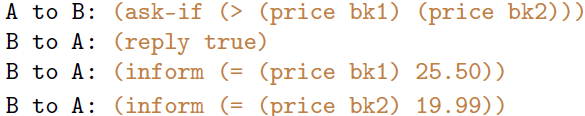 A to B: (ask-if (> (price bk1) (price bk2)))
B to A: (reply true)
B to A: (inform (= (price bk1) 25.50))
B to A: (inform (= (price bk2) 19.99))